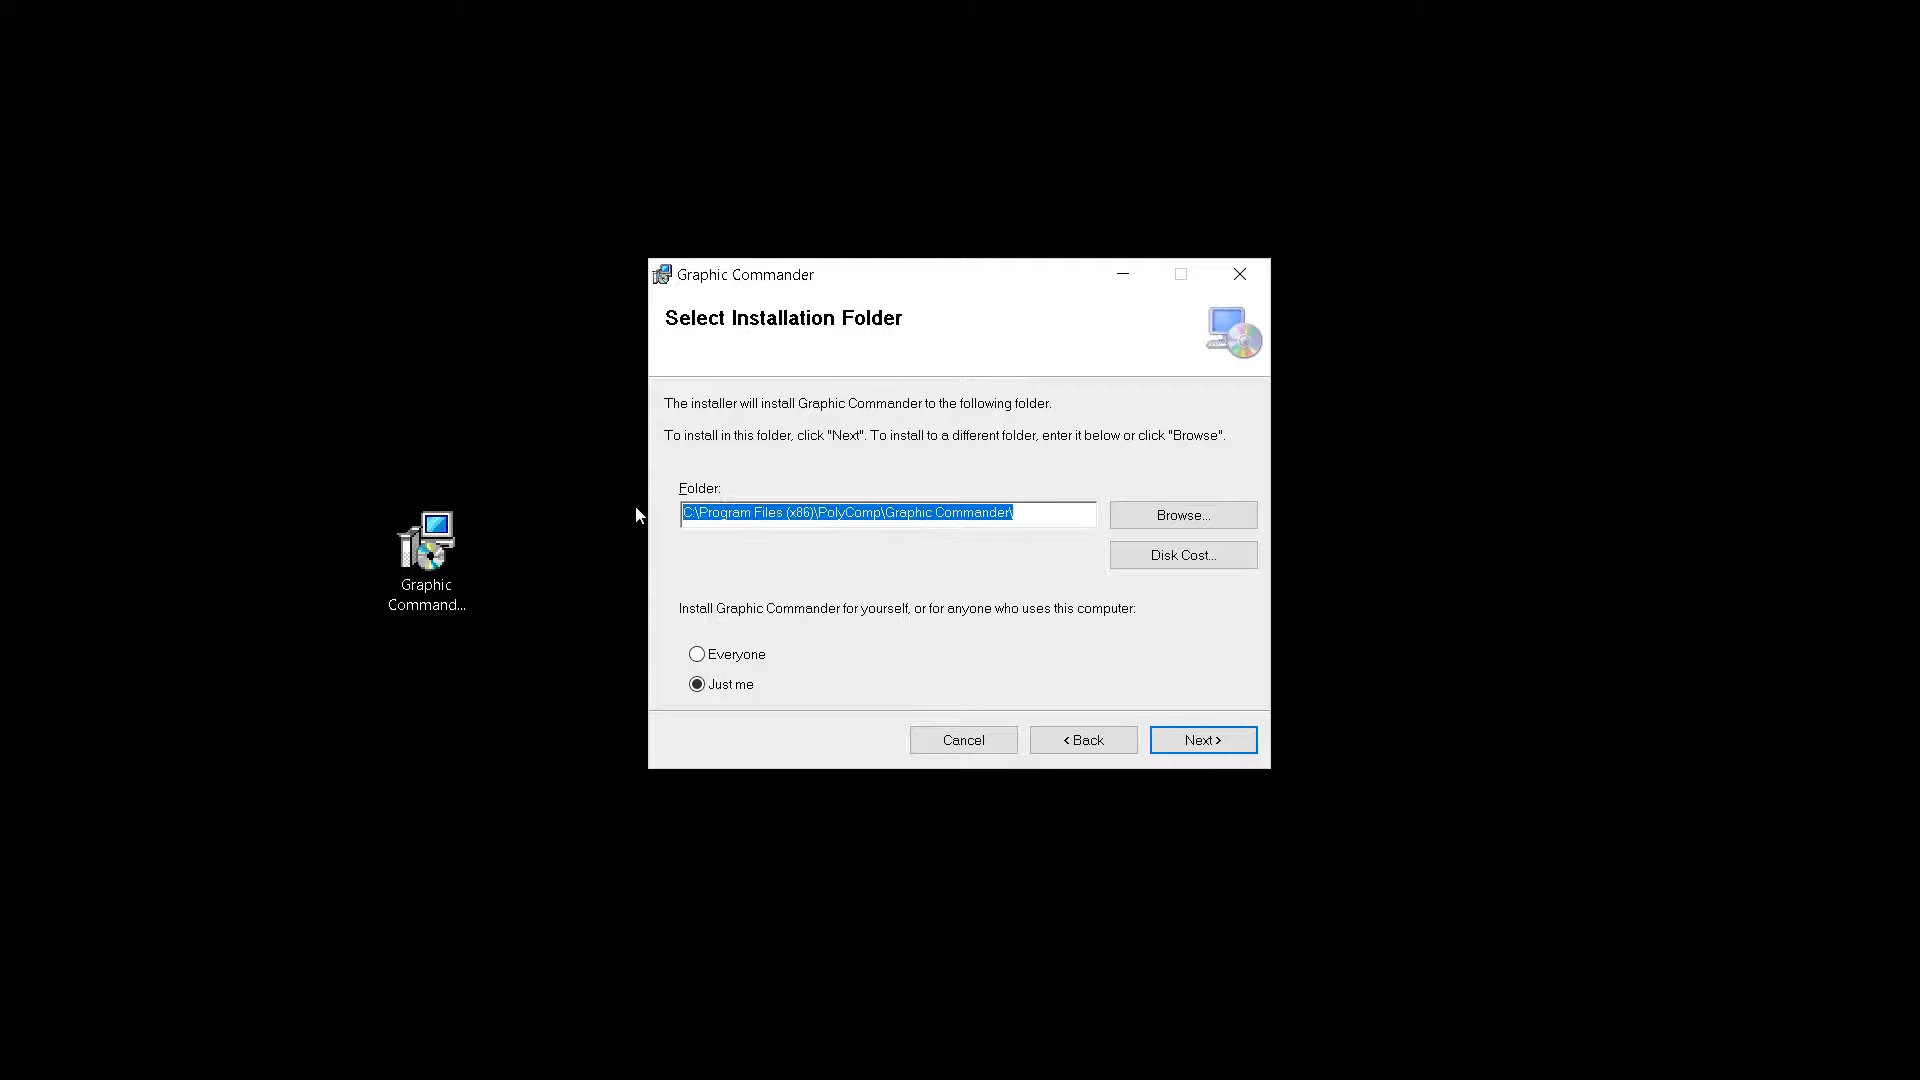 Graphic Commander
Select Installation Folder
The installer will install Graphic Commander to the following folder.
To install in this folder, click "Next". To install to a different folder, enter it below or click "Browse".
Folder:
C:\Program Files (x86)\PolyComp\Graphic Commander\
Browse...
Disk Cost...
Install Graphic Commander for yourself, or for anyone who uses this computer:
Everyone
Just me
Cancel
< Back
Next >
Graphic
Command...